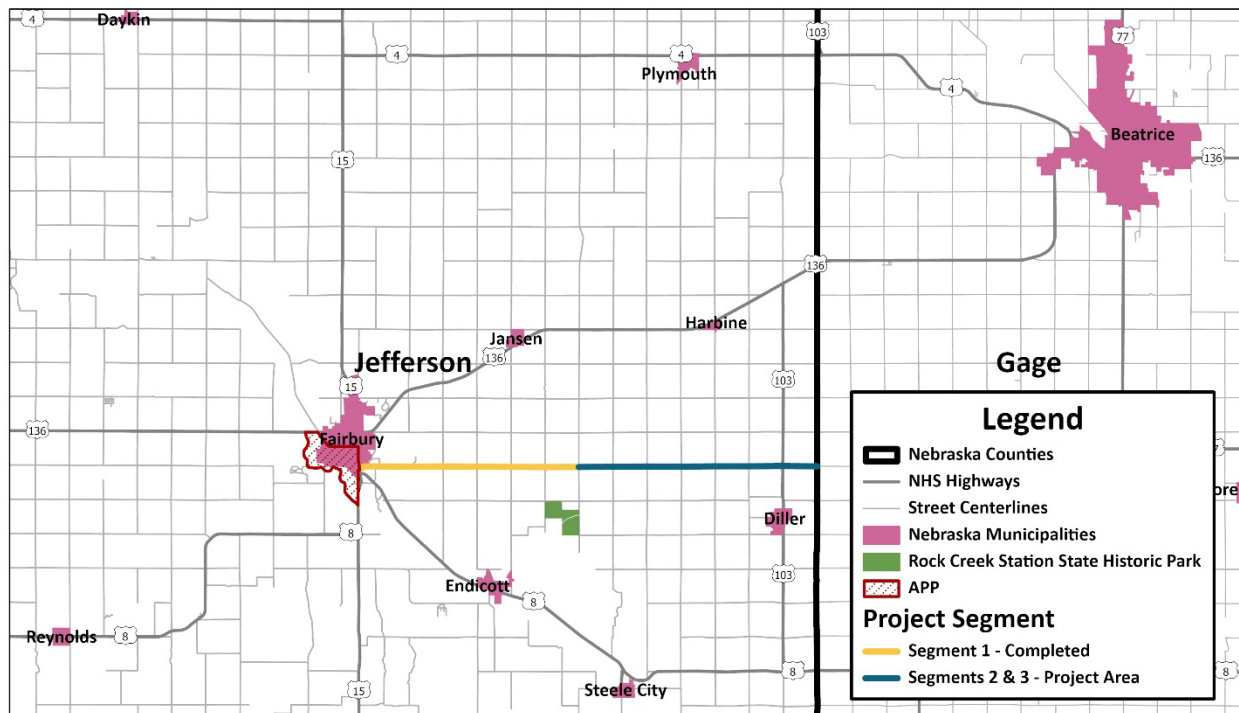 Daykin
4
103
77
4
4
Plymouth
4
Beatrice
15
136
136
Harbine
Jansen
136
Jefferson
Gage
15
103
136
Fairbury
Legend
Nebraska Counties
NHS Highways
Street Centerlines
Nebraska Municipalities
Rock Creek Station State Historic Park
APP
Project Segment
Segment 1 - Completed
Segments 2 & 3 - Project Area
7
ore
Diller
8
103
Endicott
8
Reynolds
8
8
8
Steele City
15